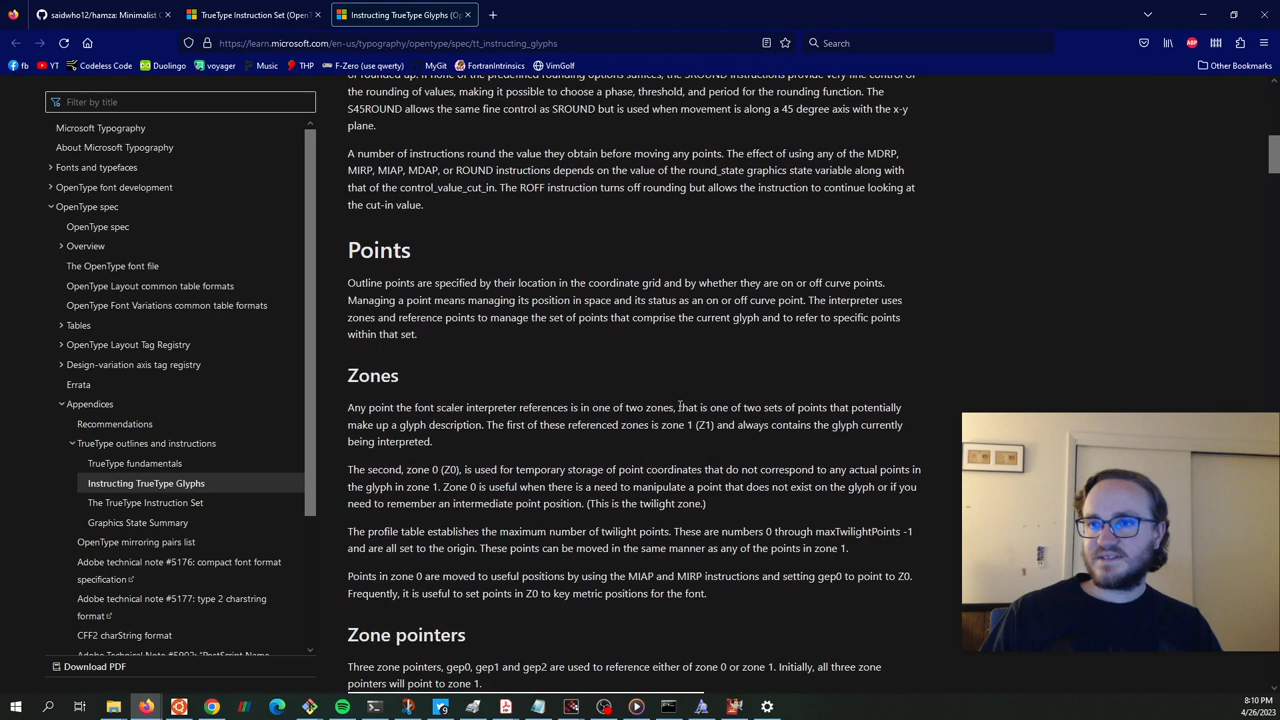 saidwho12/hamza: Minimalist
TrueType Instruction Set (OpenT
Instructing TrueType Glyphs (Op
https://learn.microsoft.com/en-us/typography/opentype/spec/tt_instructing_glyphs
Search
fb
YT
Codeless Code
Duolingo
voyager
Music
THP
F-Zero (use qwerty)
MyGit
FortranIntrinsics
VimGolf
Other Bookmarks
Filter by title
Microsoft Typography
About Microsoft Typography
Fonts and typefaces
OpenType font development
OpenType spec
OpenType spec
Overview
The OpenType font file
OpenType Layout common table formats
OpenType Font Variations common table formats
Tables
OpenType Layout Tag Registry
Design-variation axis tag registry
Errata
Appendices
Recommendations
TrueType outlines and instructions
TrueType fundamentals
Instructing TrueType Glyphs
The TrueType Instruction Set
Graphics State Summary
OpenType mirroring pairs list
Adobe technical note #5176: compact font format
specification
Adobe technical note #5177: type 2 charstring
format
CFF2 charString format
Adobe Technical Note #5902: "PostScript Name
Download PDF
of rounded up. If none of the predefined rounding options suffices, the SROUND instructions provide very fine control of
the rounding of values, making it possible to choose a phase, threshold, and period for the rounding function. The
S45ROUND allows the same fine control as SROUND but is used when movement is along a 45 degree axis with the x-y
plane.
A number of instructions round the value they obtain before moving any points. The effect of using any of the MDRP,
MIRP, MIAP, MDAP, or ROUND instructions depends on the value of the round_state graphics state variable along with
that of the control_value_cut_in. The ROFF instruction turns off rounding but allows the instruction to continue looking at
the cut-in value.
Points
Outline points are specified by their location in the coordinate grid and by whether they are on or off curve points.
Managing a point means managing its position in space and its status as an on or off curve point. The interpreter uses
zones and reference points to manage the set of points that comprise the current glyph and to refer to specific points
within that set.
Zones
Any point the font scaler interpreter references is in one of two zones, that is one of two sets of points that potentially
make up a glyph description. The first of these referenced zones is zone 1 (Z1) and always contains the glyph currently
being interpreted.
The second, zone 0 (Z0), is used for temporary storage of point coordinates that do not correspond to any actual points in
the glyph in zone 1. Zone 0 is useful when there is a need to manipulate a point that does not exist on the glyph or if you
need to remember an intermediate point position. (This is the twilight zone.)
The profile table establishes the maximum number of twilight points. These are numbers 0 through maxTwilightPoints -1
and are all set to the origin. These points can be moved in the same manner as any of the points in zone 1.
Points in zone 0 are moved to useful positions by using the MIAP and MIRP instructions and setting gep0 to point to Z0.
Frequently, it is useful to set points in Z0 to key metric positions for the font.
Zone pointers
Three zone pointers, gep0, gep1 and gep2 are used to reference either of zone 0 or zone 1. Initially, all three zone
pointers will point to zone 1.
8:10 PM
4/26/2023